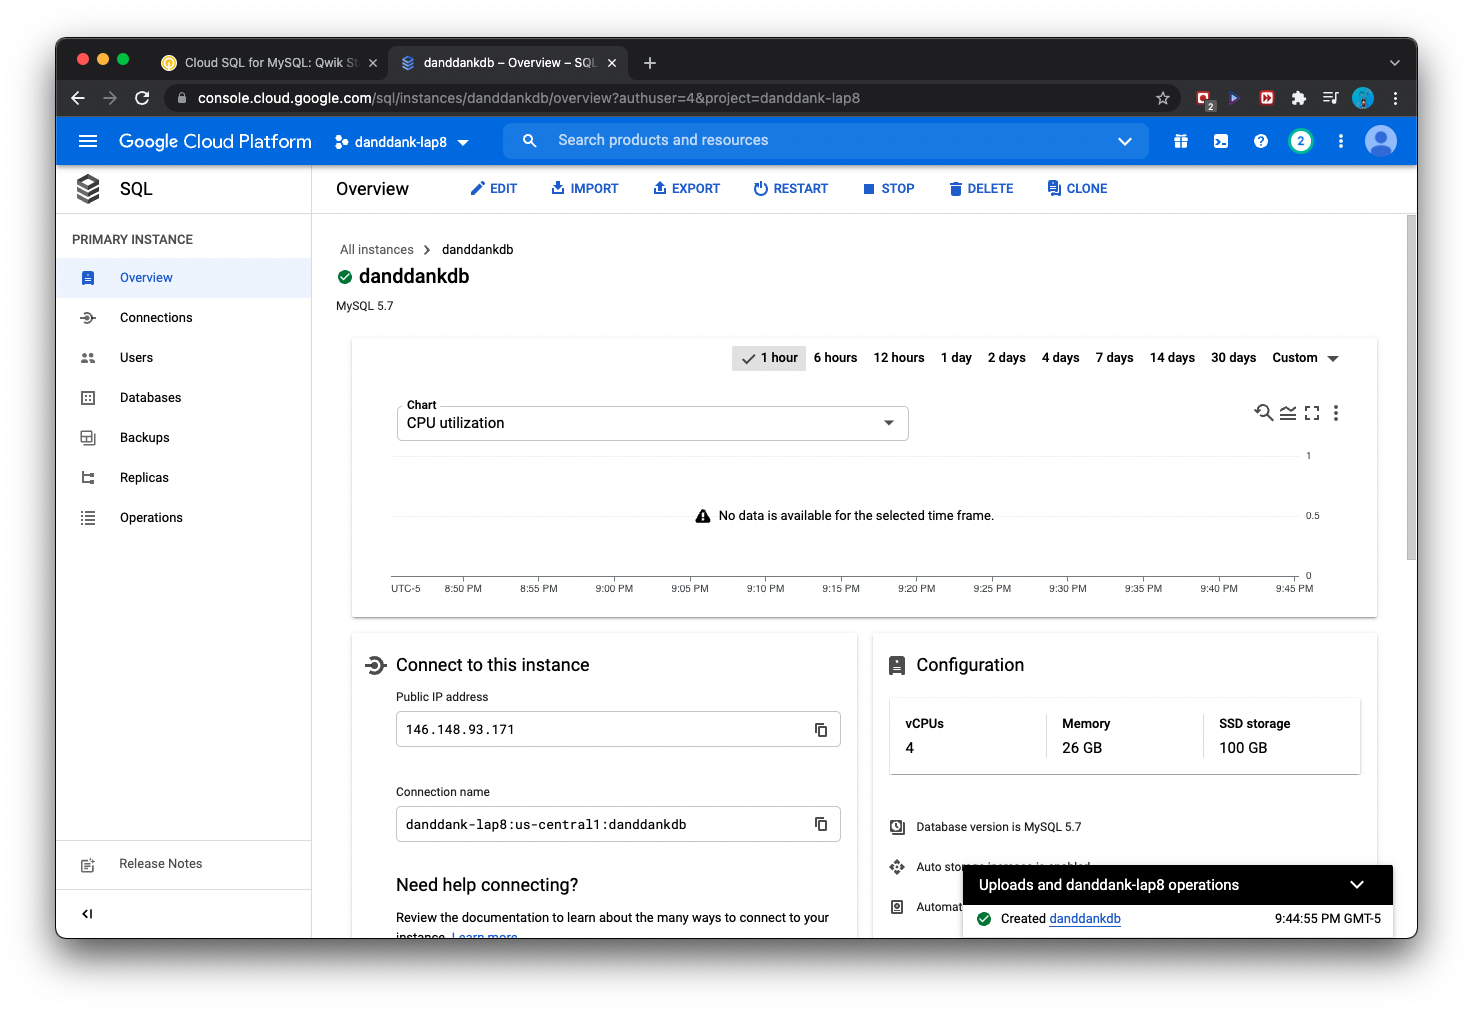 Cloud SQL for MySQL: Qwik St
danddankdb – Overview – SQL
console.cloud.google.com/sql/instances/danddankdb/overview?authuser=4&project=danddank-lap8
2
Google Cloud Platform
danddank-lap8
Search products and resources
2
SQL
Overview
EDIT
IMPORT
EXPORT
RESTART
STOP
DELETE
CLONE
PRIMARY INSTANCE
Overview
Connections
Users
Databases
Backups
Replicas
Operations
Release Notes
All instances
danddankdb
danddankdb
MySQL 5.7
1 hour
6 hours
12 hours
1 day
2 days
4 days
7 days
14 days
30 days
Custom
Chart
CPU utilization
1
No data is available for the selected time frame.
0.5
0
UTC-5
8:50 PM
8:55 PM
9:00 PM
9:05 PM
9:10 PM
9:15 PM
9:20 PM
9:25 PM
9:30 PM
9:35 PM
9:40 PM
9:45 PM
Connect to this instance
Public IP address
146.148.93.171
Connection name
danddank-lap8:us-central1:danddankdb
Need help connecting?
Review the documentation to learn about the many ways to connect to your
instance. Learn more
Configuration
vCPUs
4
Memory
26 GB
SSD storage
100 GB
Database version is MySQL 5.7
Auto storage increase is enabled
Automat
Uploads and danddank-lap8 operations
Created danddankdb
9:44:55 PM GMT-5